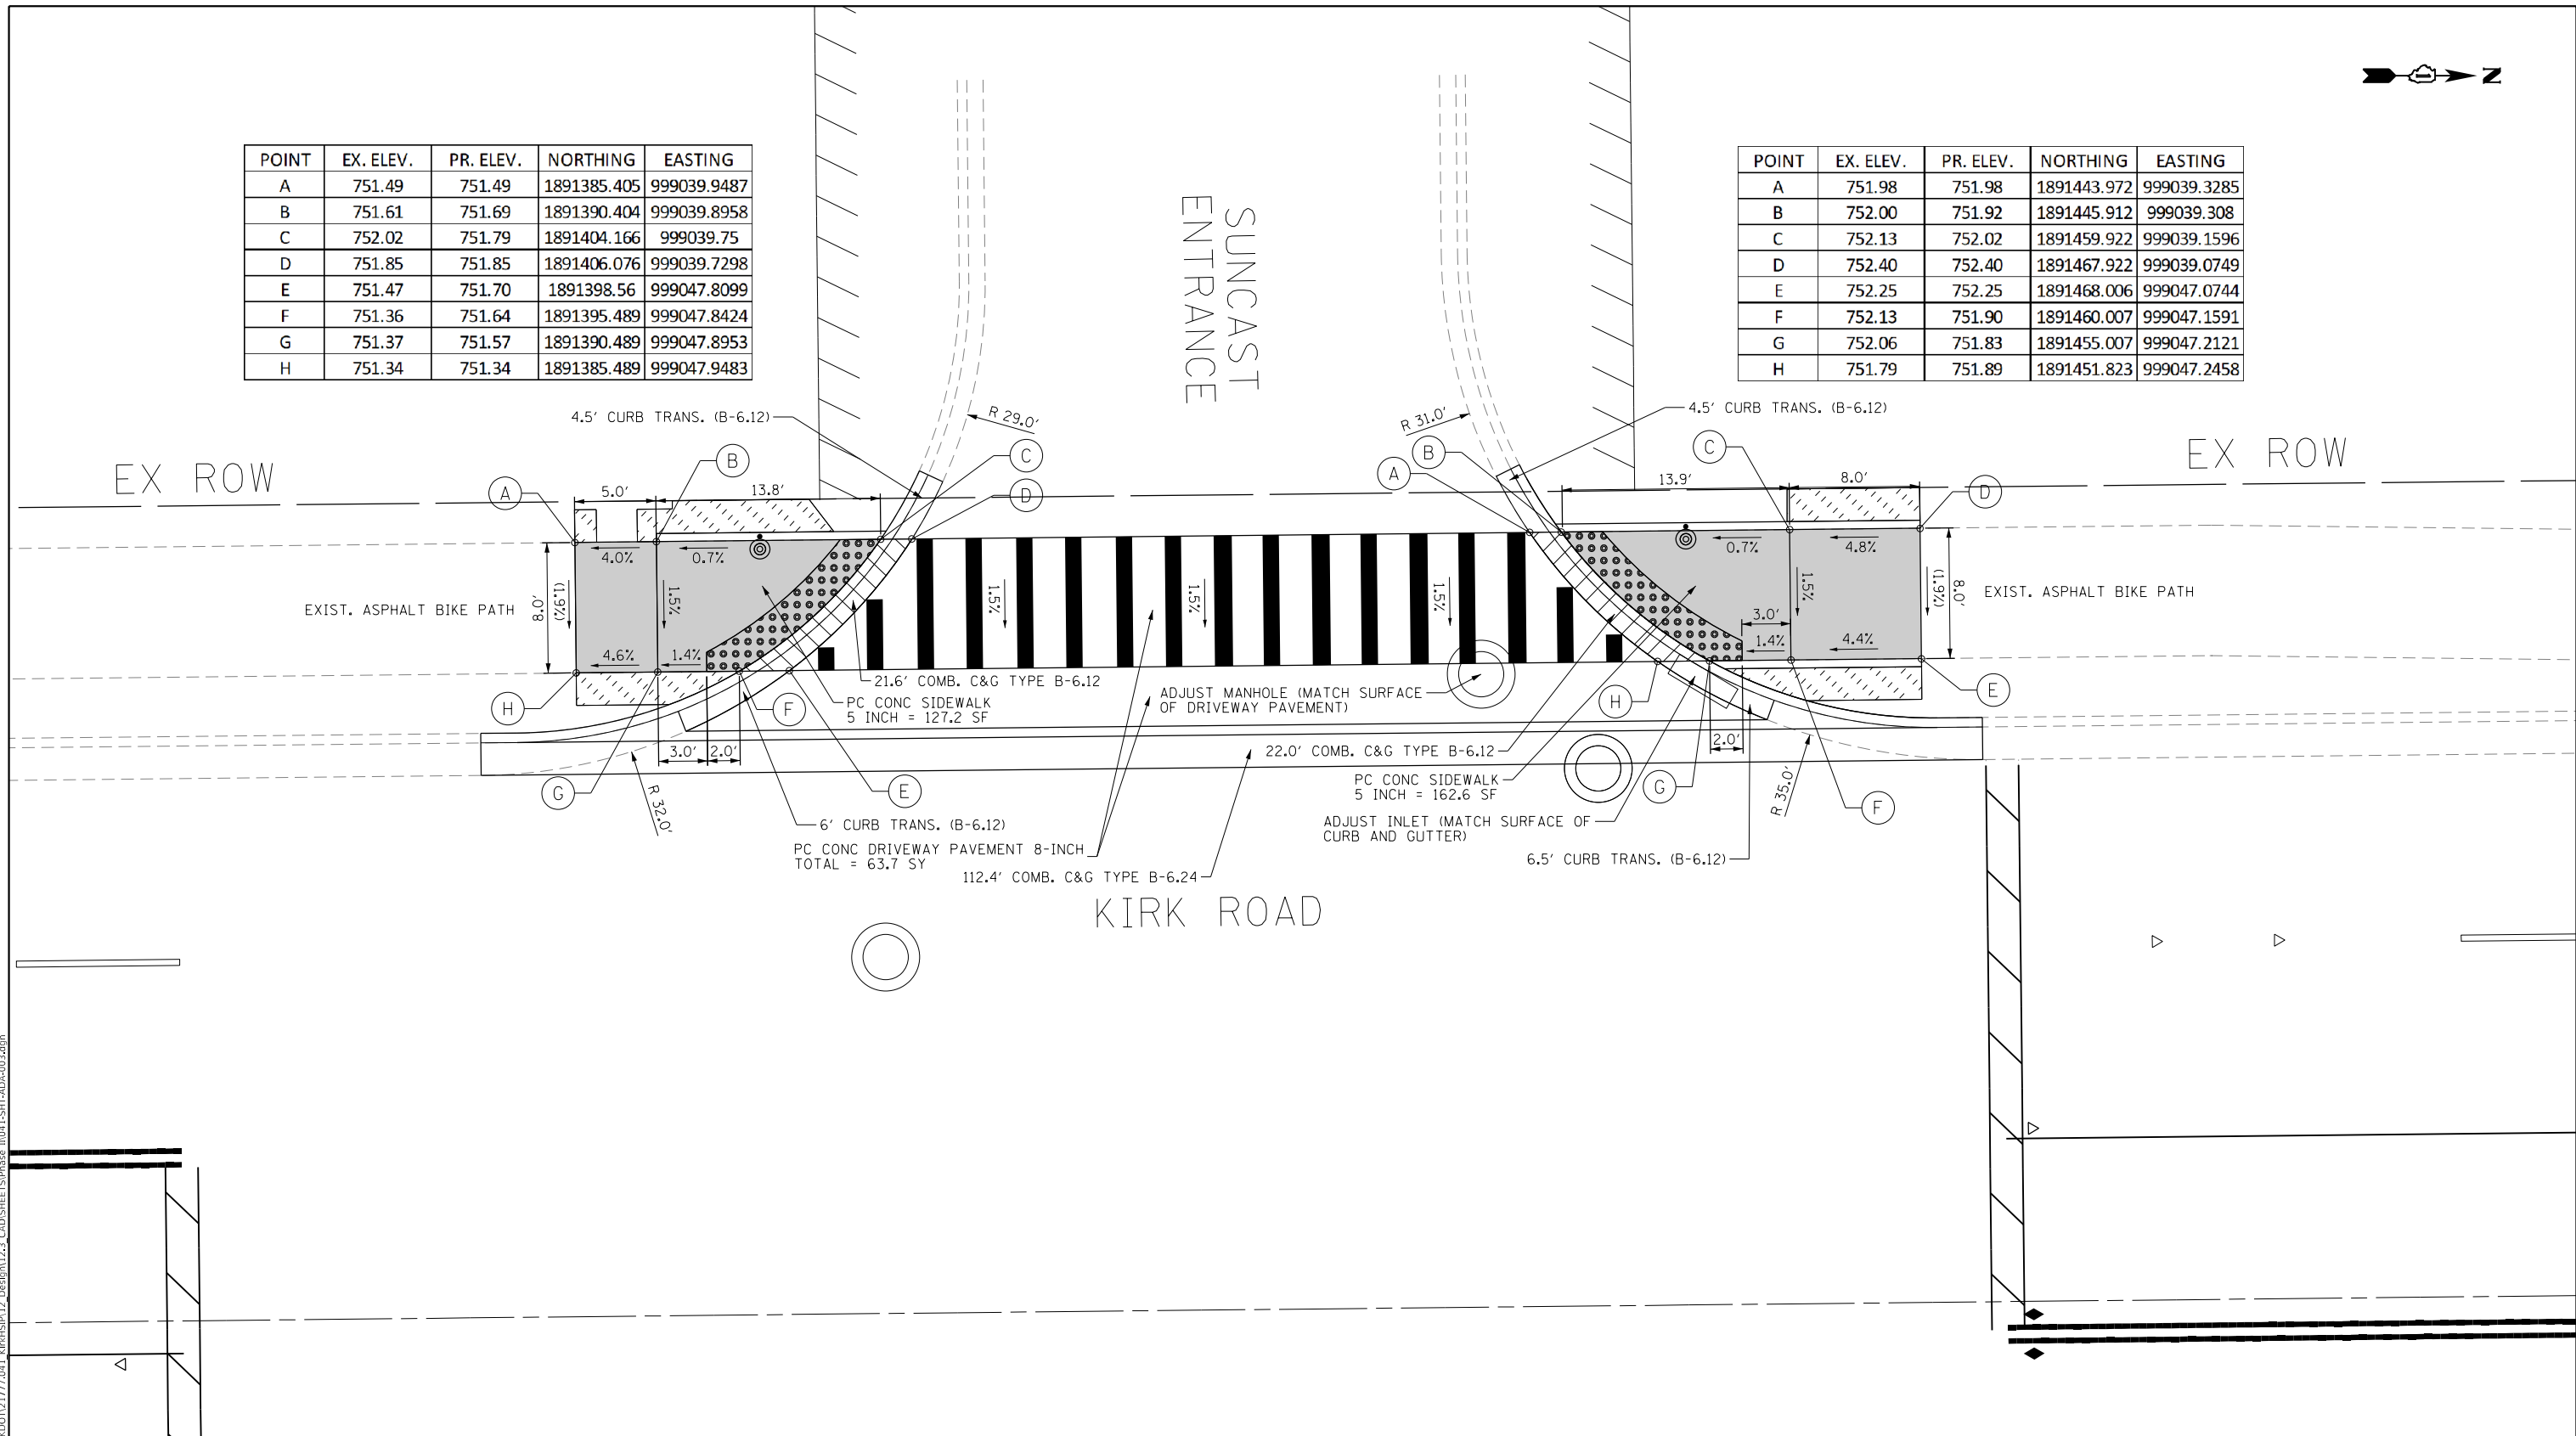 N
POINT EX. ELEV. PR. ELEV. NORTHING EASTING
A 751.49 751.49 1891385.405 999039.9487
B 751.61 751.69 1891390.404 999039.8958
C 752.02 751.79 1891404.166 999039.75
D 751.85 751.85 1891406.076 999039.7298
E 751.47 751.70 1891398.56 999047.8099
F 751.36 751.64 1891395.489 999047.8424
G 751.37 751.57 1891390.489 999047.8953
H 751.34 751.34 1891385.489 999047.9483
POINT EX. ELEV. PR. ELEV. NORTHING EASTING
A 751.98 751.98 1891443.972 999039.3285
B 752.00 751.92 1891445.912 999039.308
C 752.13 752.02 1891459.922 999039.1596
D 752.40 752.40 1891467.922 999039.0749
E 752.25 752.25 1891468.006 999047.0744
F 752.13 751.90 1891460.007 999047.1591
G 752.06 751.83 1891455.007 999047.2121
H 751.79 751.89 1891451.823 999047.2458
SUNCAST
ENTRANCE
4.5' CURB TRANS. (B-6.12)
R 29.0'
R 31.0'
4.5' CURB TRANS. (B-6.12)
EX ROW
EX ROW
A
B
C
D
A
B
C
D
5.0'
13.8'
13.9'
8.0'
4.0%
0.7%
0.7%
4.8%
EXIST. ASPHALT BIKE PATH
8.0'
(1.9%)
1.5%
1.5%
1.5%
1.5%
1.5%
(1.9%)
8.0'
EXIST. ASPHALT BIKE PATH
3.0'
4.6%
1.4%
1.4%
4.4%
21.6' COMB. C&G TYPE B-6.12
PC CONC SIDEWALK
5 INCH = 127.2 SF
ADJUST MANHOLE (MATCH SURFACE
OF DRIVEWAY PAVEMENT)
H
F
H
E
3.0'
2.0'
2.0'
22.0' COMB. C&G TYPE B-6.12
PC CONC SIDEWALK
5 INCH = 162.6 SF
G
E
G
F
R 32.0'
R 35.0'
6' CURB TRANS. (B-6.12)
ADJUST INLET (MATCH SURFACE OF
CURB AND GUTTER)
PC CONC DRIVEWAY PAVEMENT 8-INCH
TOTAL = 63.7 SY
6.5' CURB TRANS. (B-6.12)
112.4' COMB. C&G TYPE B-6.24
KIRK ROAD